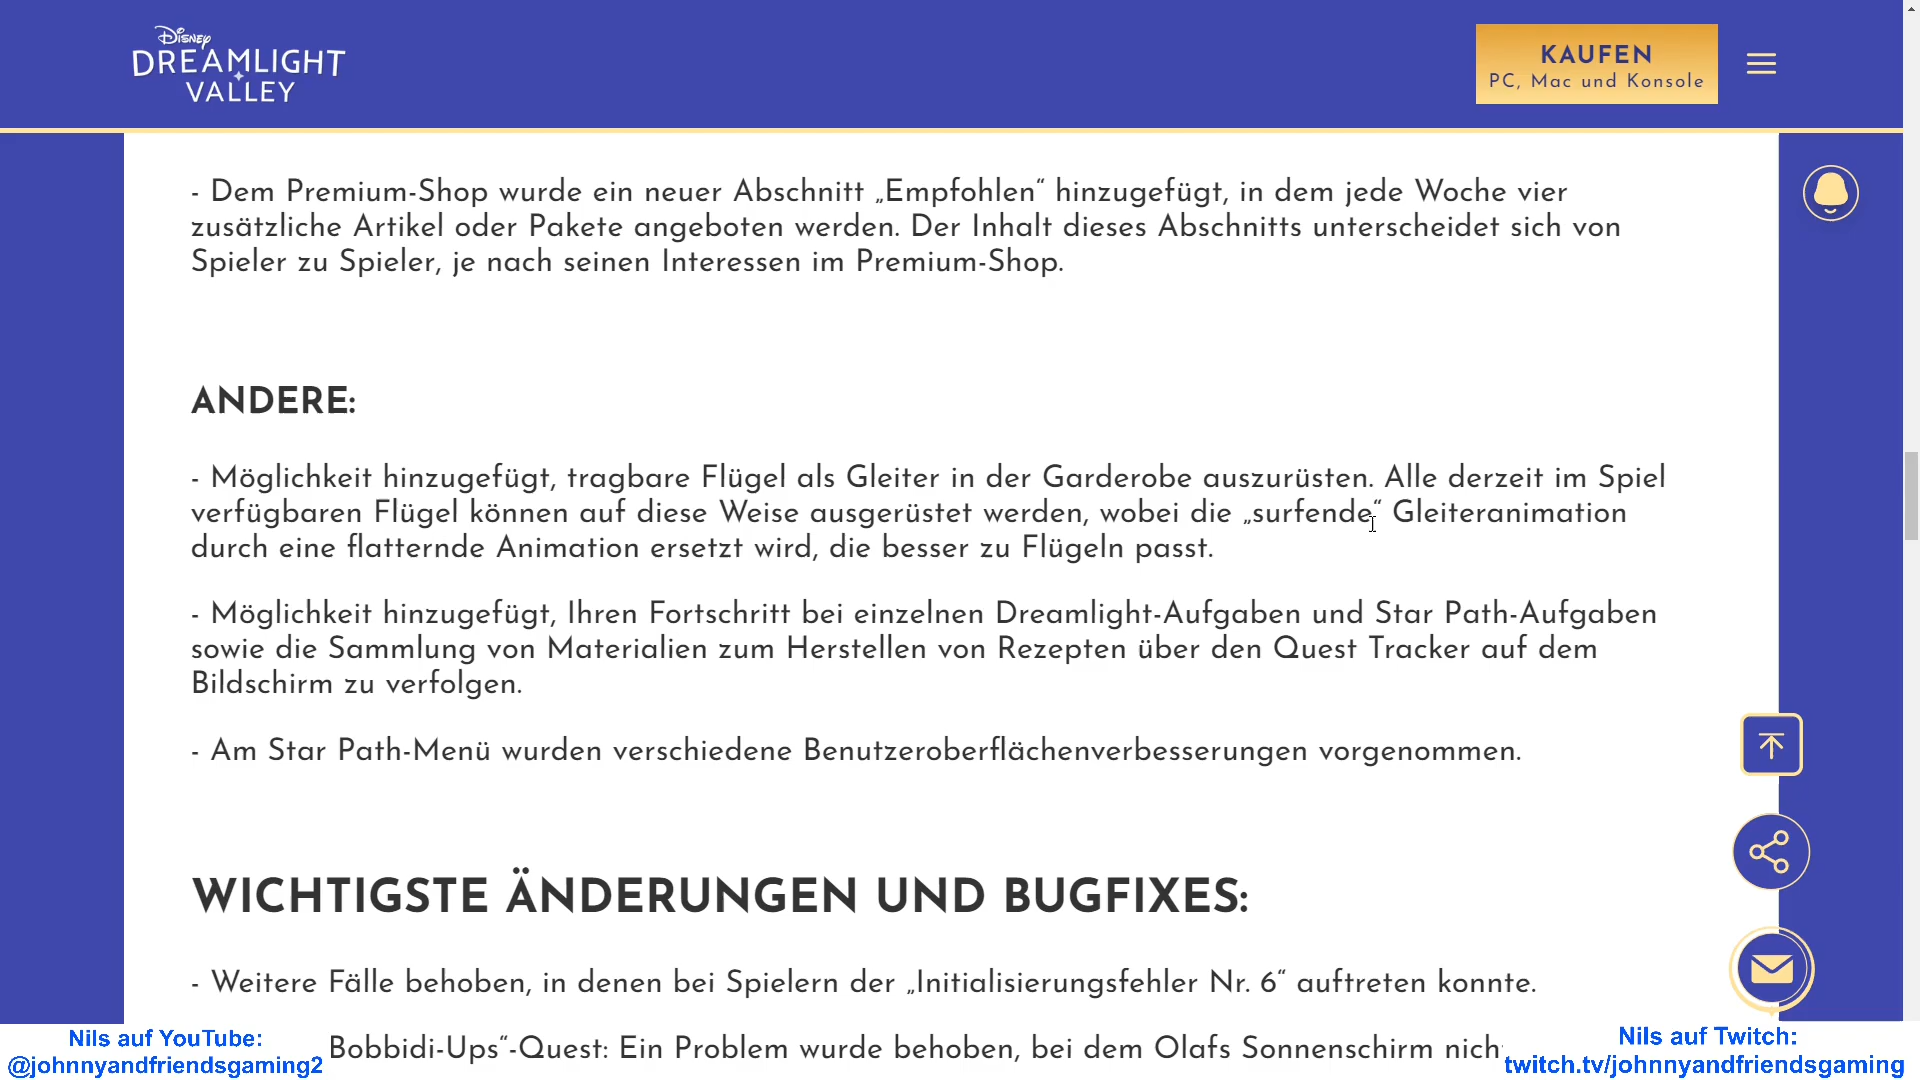 Disney
DREAMLIGHT
VALLEY
KAUFEN
PC, Mac und Konsole
- Dem Premium-Shop wurde ein neuer Abschnitt „Empfohlen“ hinzugefügt, in dem jede Woche vier
zusätzliche Artikel oder Pakete angeboten werden. Der Inhalt dieses Abschnitts unterscheidet sich von
Spieler zu Spieler, je nach seinen Interessen im Premium-Shop.
ANDERE:
- Möglichkeit hinzugefügt, tragbare Flügel als Gleiter in der Garderobe auszurüsten. Alle derzeit im Spiel
verfügbaren Flügel können auf diese Weise ausgerüstet werden, wobei die „surfende“ Gleiteranimation
durch eine flatternde Animation ersetzt wird, die besser zu Flügeln passt.
- Möglichkeit hinzugefügt, Ihren Fortschritt bei einzelnen Dreamlight-Aufgaben und Star Path-Aufgaben
sowie die Sammlung von Materialien zum Herstellen von Rezepten über den Quest Tracker auf dem
Bildschirm zu verfolgen.
- Am Star Path-Menü wurden verschiedene Benutzeroberflächenverbesserungen vorgenommen.
WICHTIGSTE ÄNDERUNGEN UND BUGFIXES:
- Weitere Fälle behoben, in denen bei Spielern der „Initialisierungsfehler Nr. 6“ auftreten konnte.
Bobbidi-Ups“-Quest: Ein Problem wurde behoben, bei dem Olafs Sonnenschirm nich
Nils auf YouTube:
@johnnyandfriendsgaming2
Nils auf Twitch:
twitch.tv/johnnyandfriendsgaming